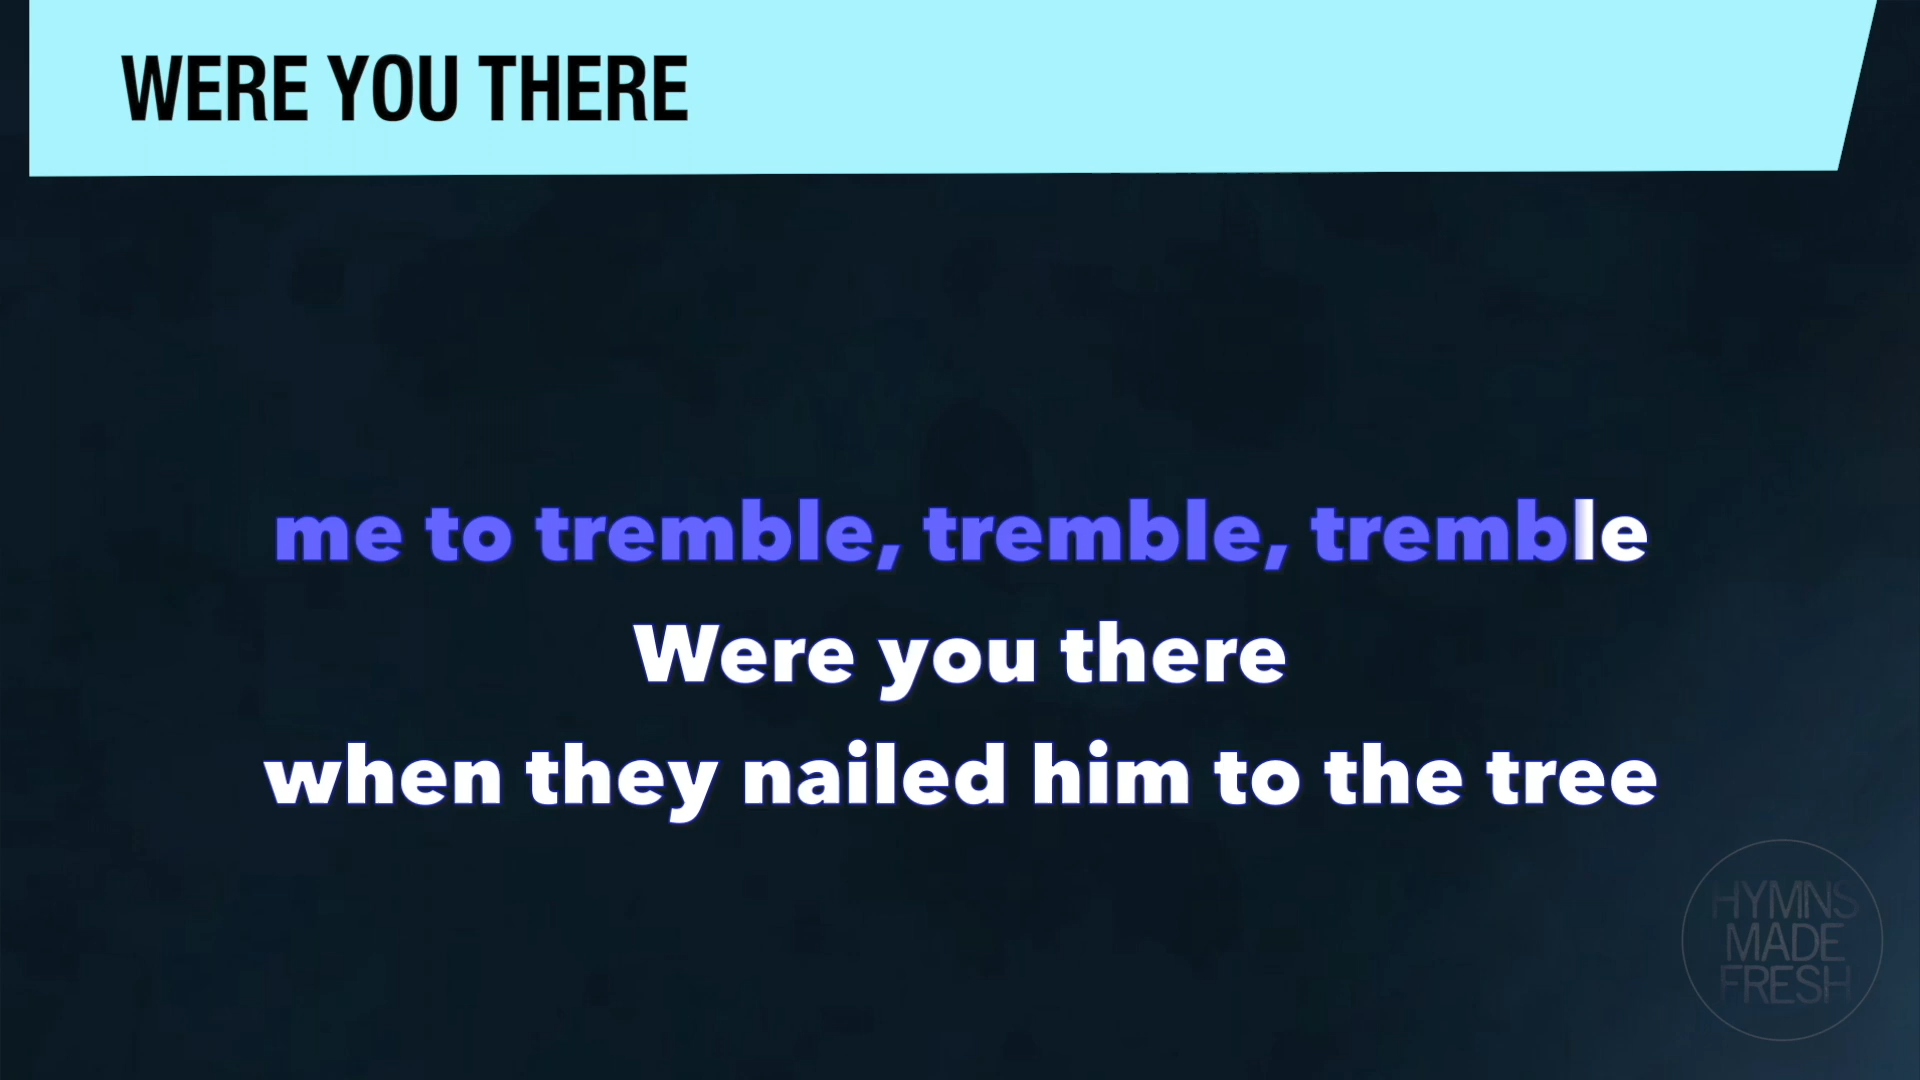 WERE YOU THERE
me to tremble, tremble, tremble
Were you there
when they nailed him to the tree
HYMNS
MADE
FRESH